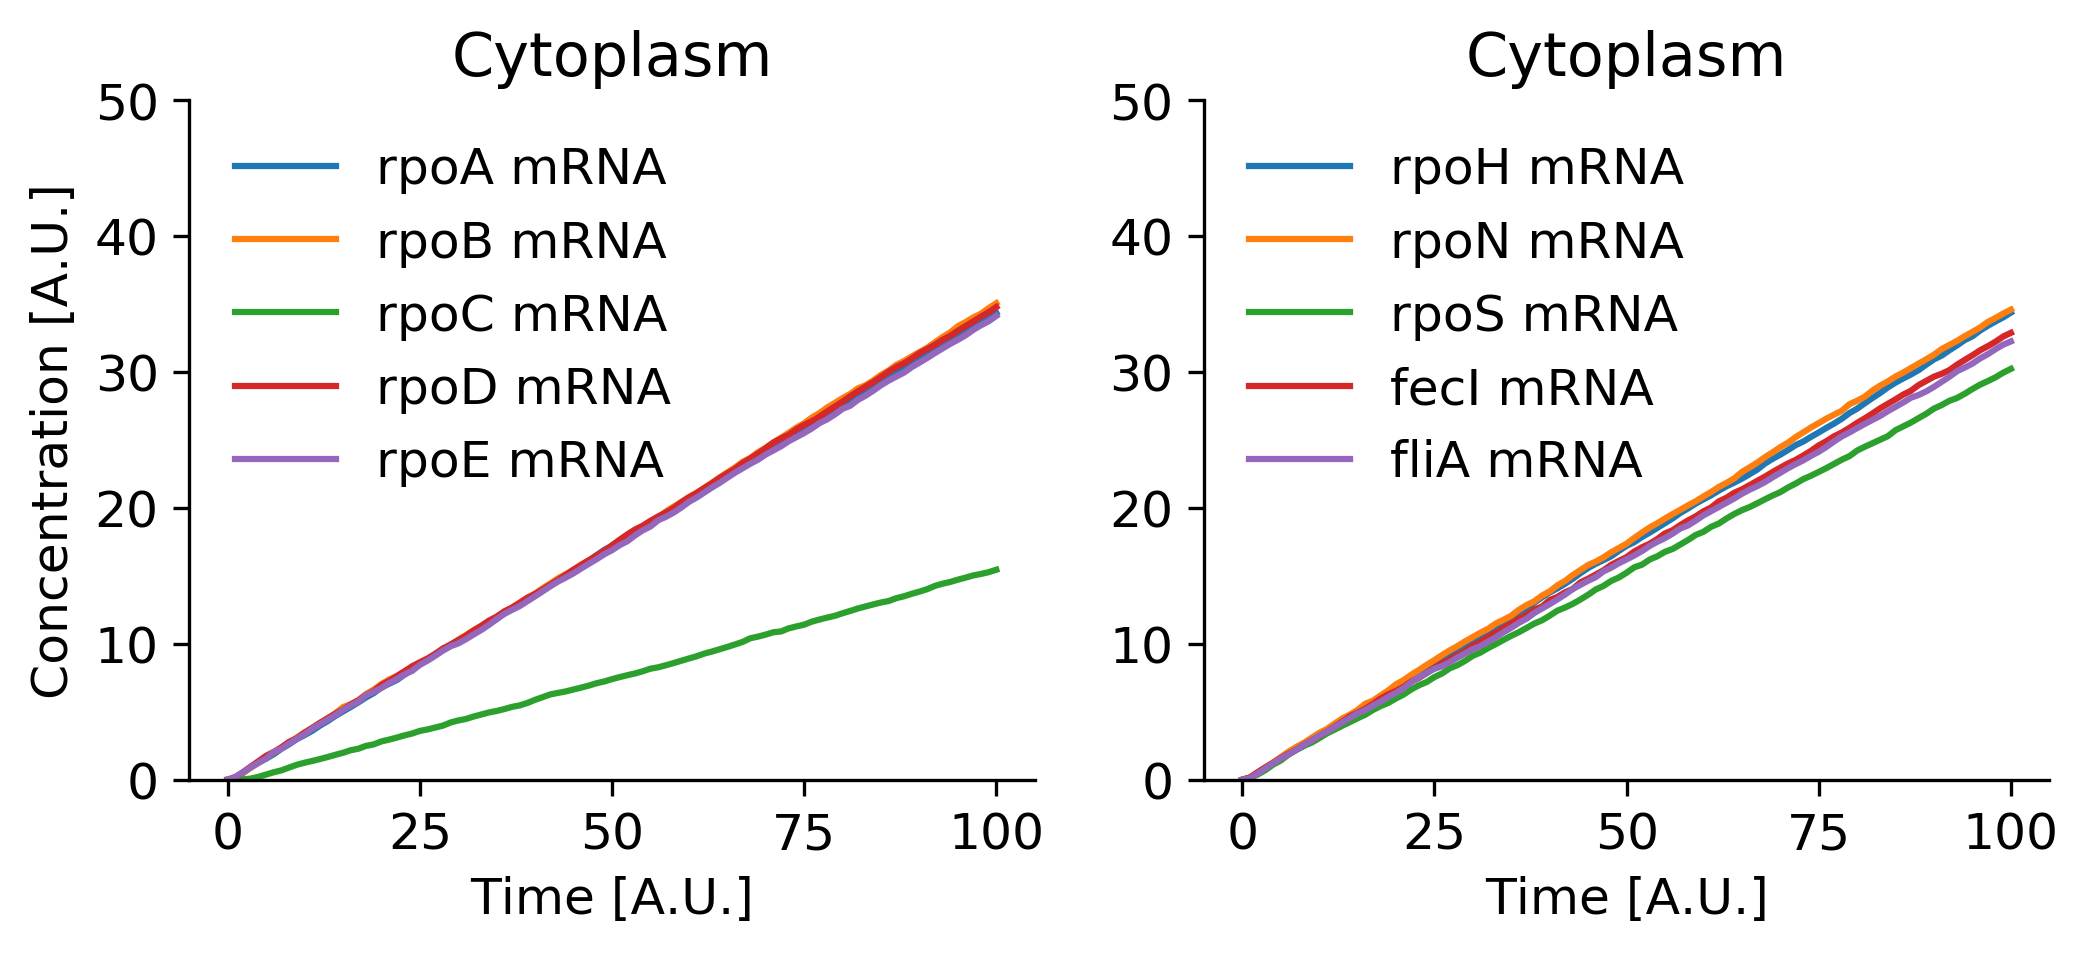 Cytoplasm
50
40
30
20
10
0
Concentration [A.U.]
rpoA mRNA
rpoB mRNA
rpoC mRNA
rpoD mRNA
rpoE mRNA
0 25 50 75 100
Time [A.U.]
Cytoplasm
50
40
30
20
10
0
rpoH mRNA
rpoN mRNA
rpoS mRNA
fecI mRNA
fliA mRNA
0 25 50 75 100
Time [A.U.]